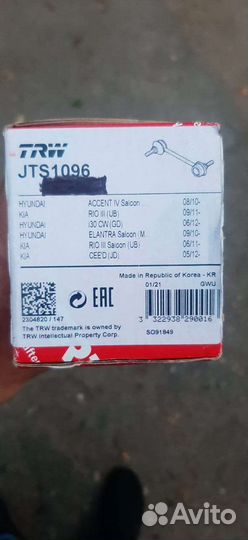 TRW
JTS1096
HYUNDAI ACCENT IV Saloon 08/10-
KIA RIO III (UB) 09/11-
HYUNDAI i30 CW (GD) 06/12-
HYUNDAI ELANTRA Saloon (M... 09/10-
KIA RIO III Saloon (UB) 06/11-
KIA CEE'D (JD) 05/12-
Made in Republic of Korea - KR
01/21 GWIJ
EAC
2304820 / 147
The TRW trademark is owned by
TRW Intellectual Property Corp.
SO91849
3 322938 290016
Avito